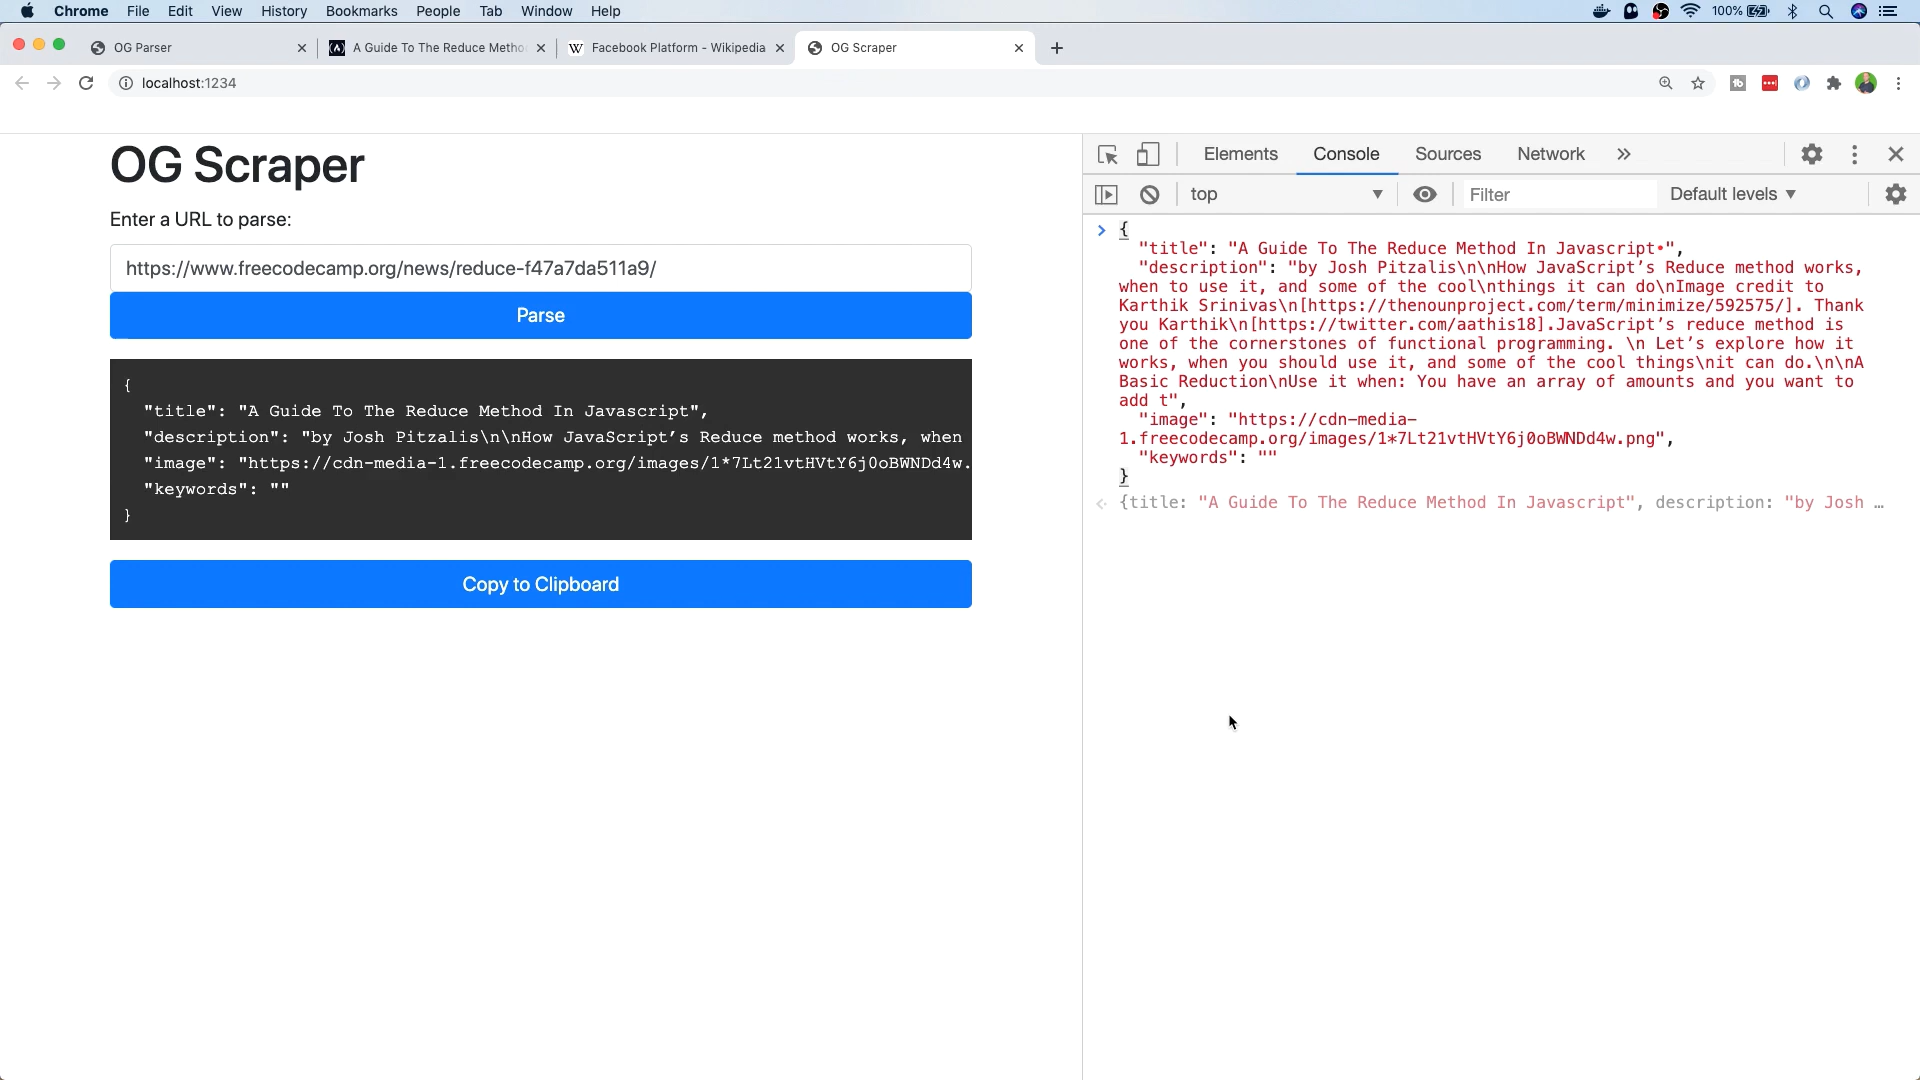 Chrome File Edit View History Bookmarks People Tab Window Help 100%
OG Parser
A Guide To The Reduce Metho
Facebook Platform - Wikipedia
OG Scraper
localhost:1234
OG Scraper
Enter a URL to parse:
https://www.freecodecamp.org/news/reduce-f47a7da511a9/
Parse
{
"title": "A Guide To The Reduce Method In Javascript",
"description": "by Josh Pitzalis\n\nHow JavaScript’s Reduce method works, when
"image": "https://cdn-media-1.freecodecamp.org/images/1*7Lt21vtHVtY6j0oBWNDd4w.
"keywords": ""
}
Copy to Clipboard
Elements Console Sources Network »
top Filter Default levels
{
"title": "A Guide To The Reduce Method In Javascript•",
"description": "by Josh Pitzalis\n\nHow JavaScript’s Reduce method works,
when to use it, and some of the cool\nthings it can do\nImage credit to
Karthik Srinivas\n[https://thenounproject.com/term/minimize/592575/]. Thank
you Karthik\n[https://twitter.com/aathis18].JavaScript’s reduce method is
one of the cornerstones of functional programming. \n Let’s explore how it
works, when you should use it, and some of the cool things\nit can do.\n\nA
Basic Reduction\nUse it when: You have an array of amounts and you want to
add t",
"image": "https://cdn-media-
1.freecodecamp.org/images/1*7Lt21vtHVtY6j0oBWNDd4w.png",
"keywords": ""
}
{title: "A Guide To The Reduce Method In Javascript", description: "by Josh …